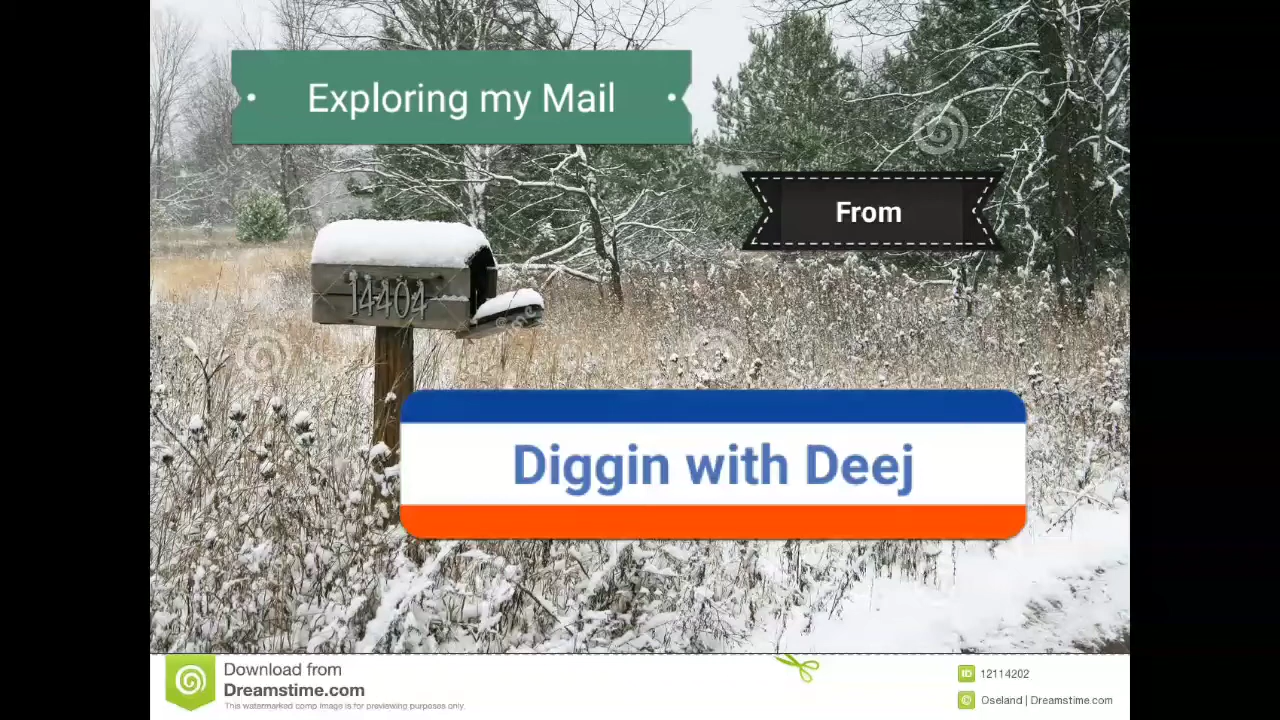 Exploring my Mail
From
14404
Diggin with Deej
Download from
Dreamstime.com
This watermarked comp image is for previewing purposes only.
ID 12114202
© Oseland | Dreamstime.com